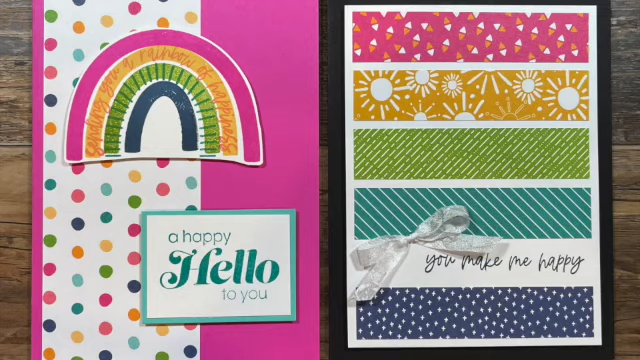 sending you a rainbow of happiness
a happy
Hello
to you
you make me happy